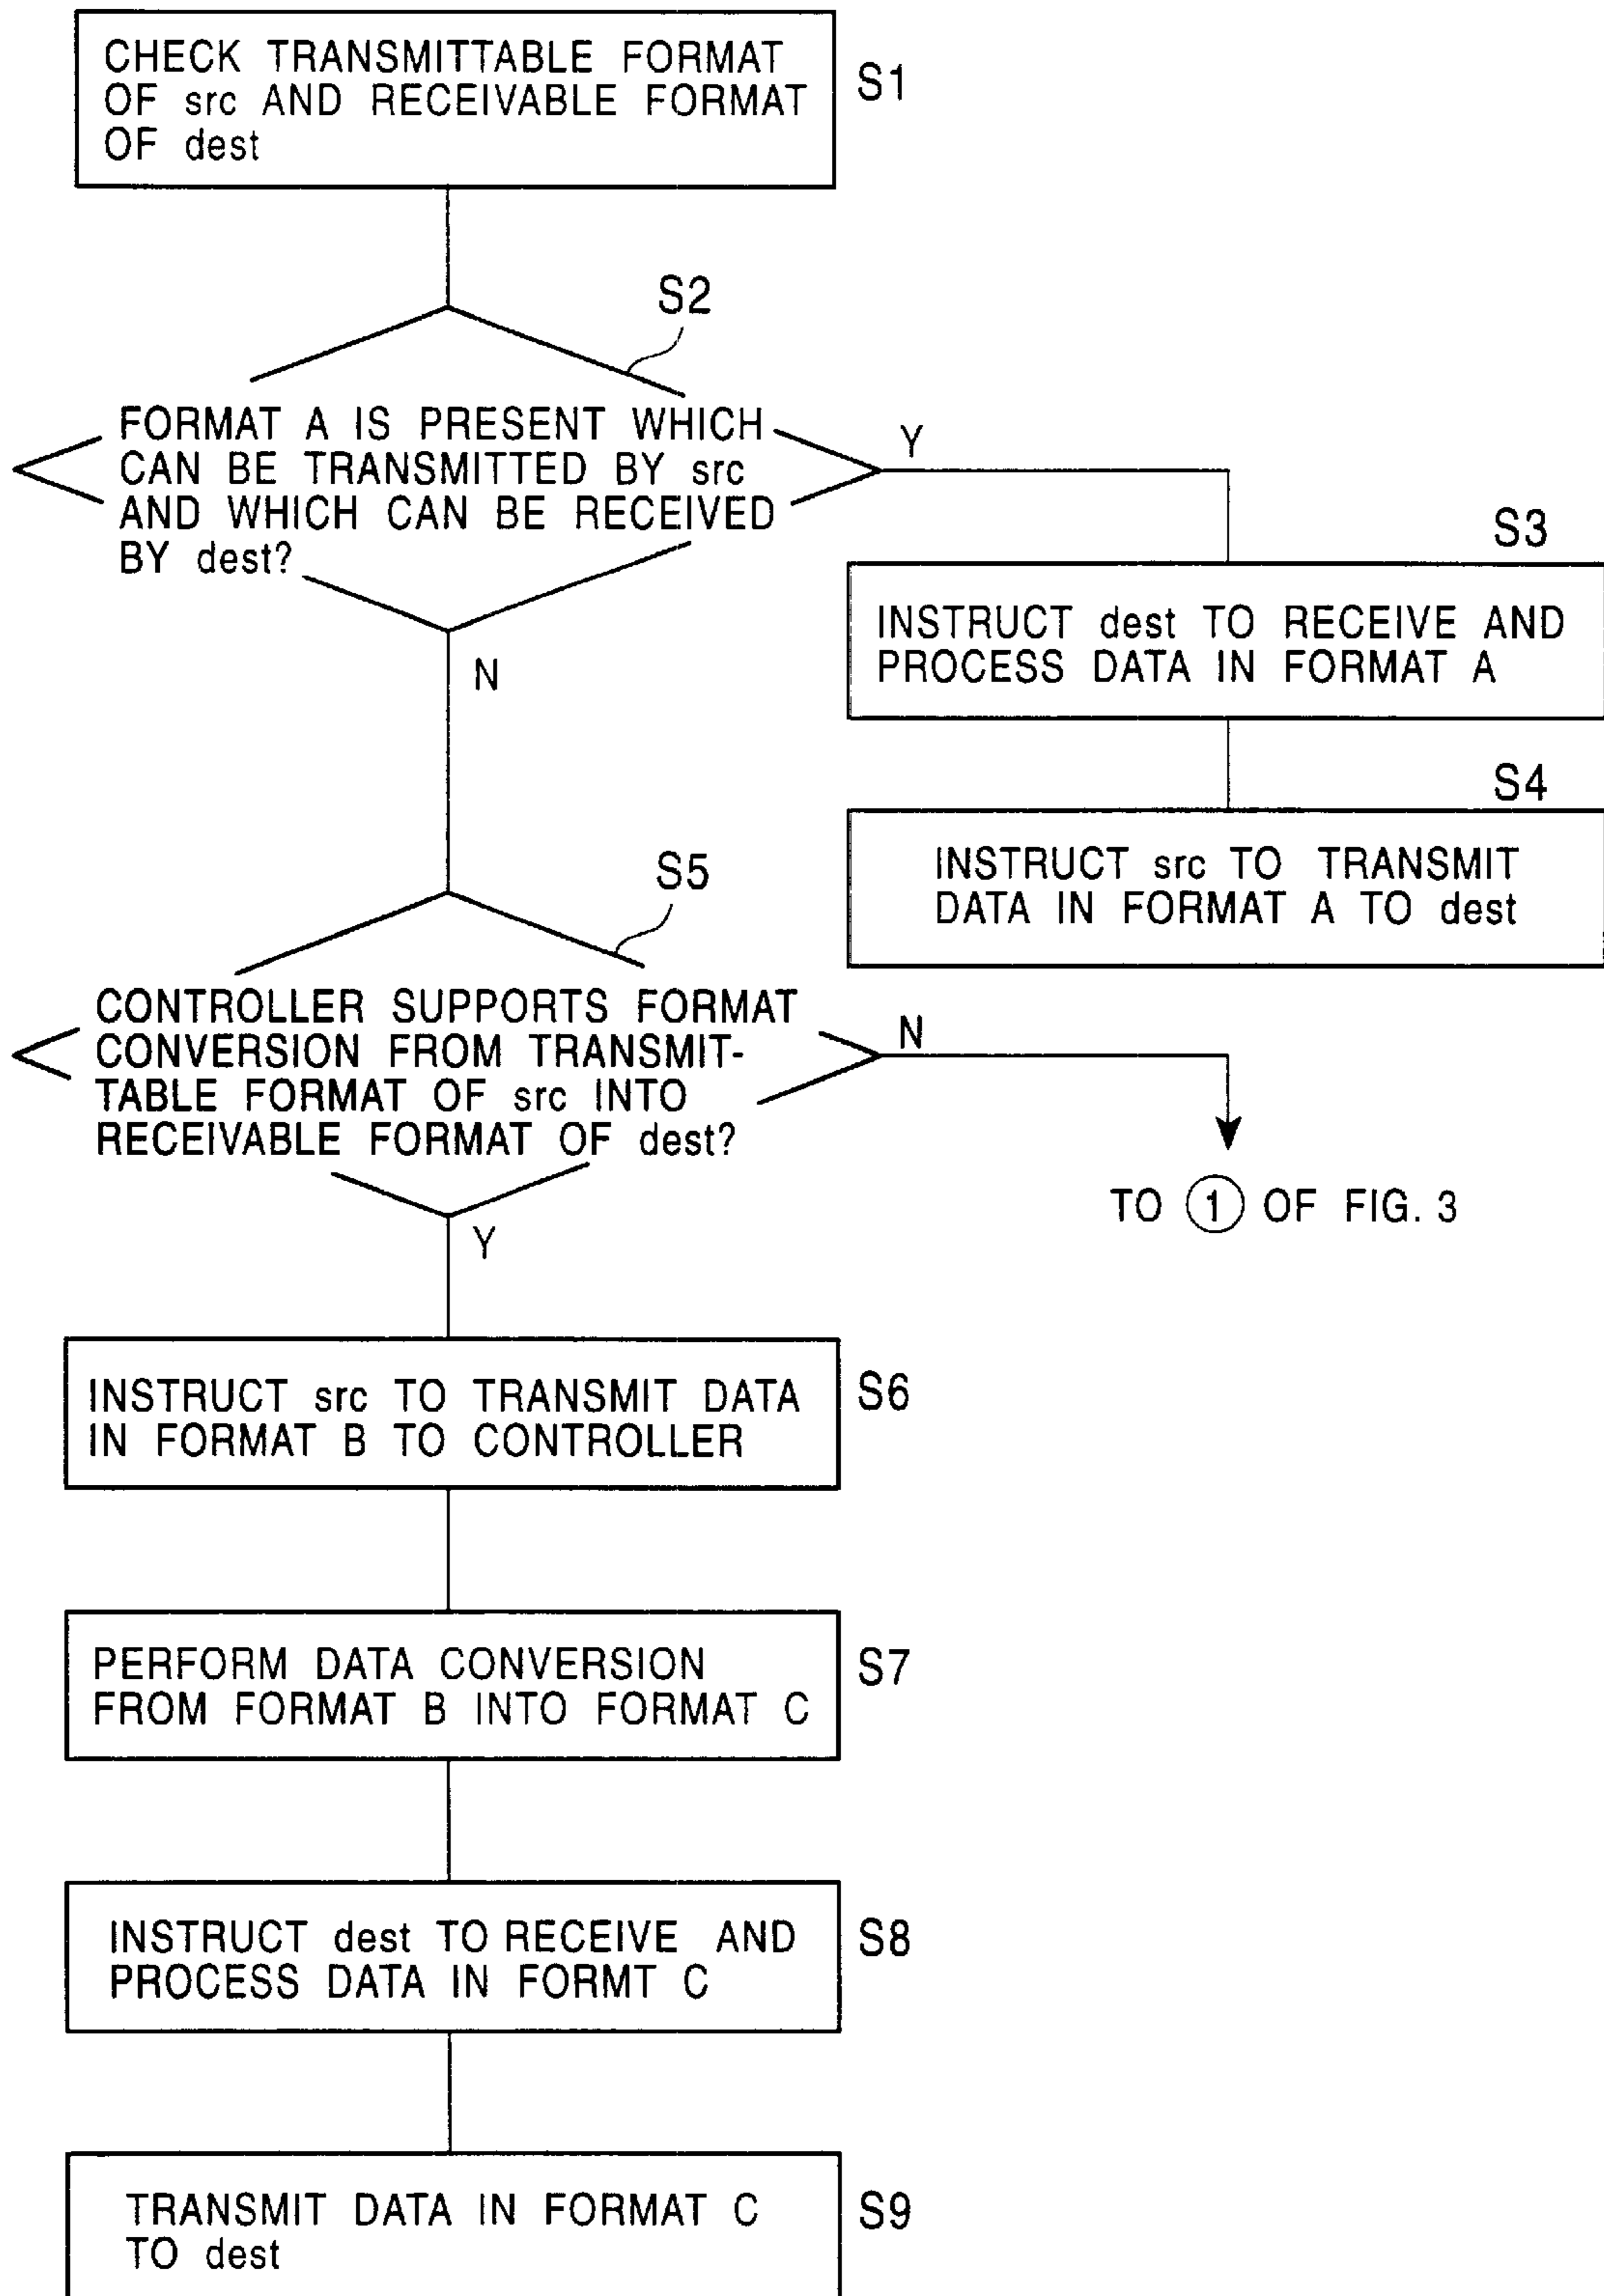 CHECK TRANSMITTABLE FORMAT
OF src AND RECEIVABLE FORMAT
OF dest
S1
S2
FORMAT A IS PRESENT WHICH
CAN BE TRANSMITTED BY src
AND WHICH CAN BE RECEIVED
BY dest?
Y
N
S3
INSTRUCT dest TO RECEIVE AND
PROCESS DATA IN FORMAT A
S4
INSTRUCT src TO TRANSMIT
DATA IN FORMAT A TO dest
S5
CONTROLLER SUPPORTS FORMAT
CONVERSION FROM TRANSMIT-
TABLE FORMAT OF src INTO
RECEIVABLE FORMAT OF dest?
N
TO 1 OF FIG. 3
Y
INSTRUCT src TO TRANSMIT DATA
IN FORMAT B TO CONTROLLER
S6
PERFORM DATA CONVERSION
FROM FORMAT B INTO FORMAT C
S7
INSTRUCT dest TO RECEIVE AND
PROCESS DATA IN FORMT C
S8
TRANSMIT DATA IN FORMAT C
TO dest
S9